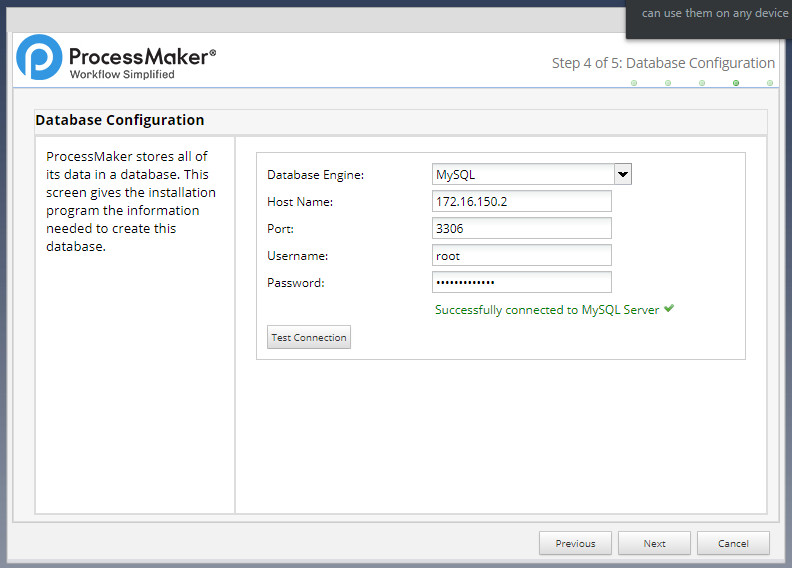 can use them on any device
ProcessMaker®
Workflow Simplified
Step 4 of 5: Database Configuration
Database Configuration
ProcessMaker stores all of
its data in a database. This
screen gives the installation
program the information
needed to create this
database.
Database Engine: MySQL
Host Name: 172.16.150.2
Port: 3306
Username: root
Password: •••••••••••••
Successfully connected to MySQL Server
Test Connection
Previous Next Cancel